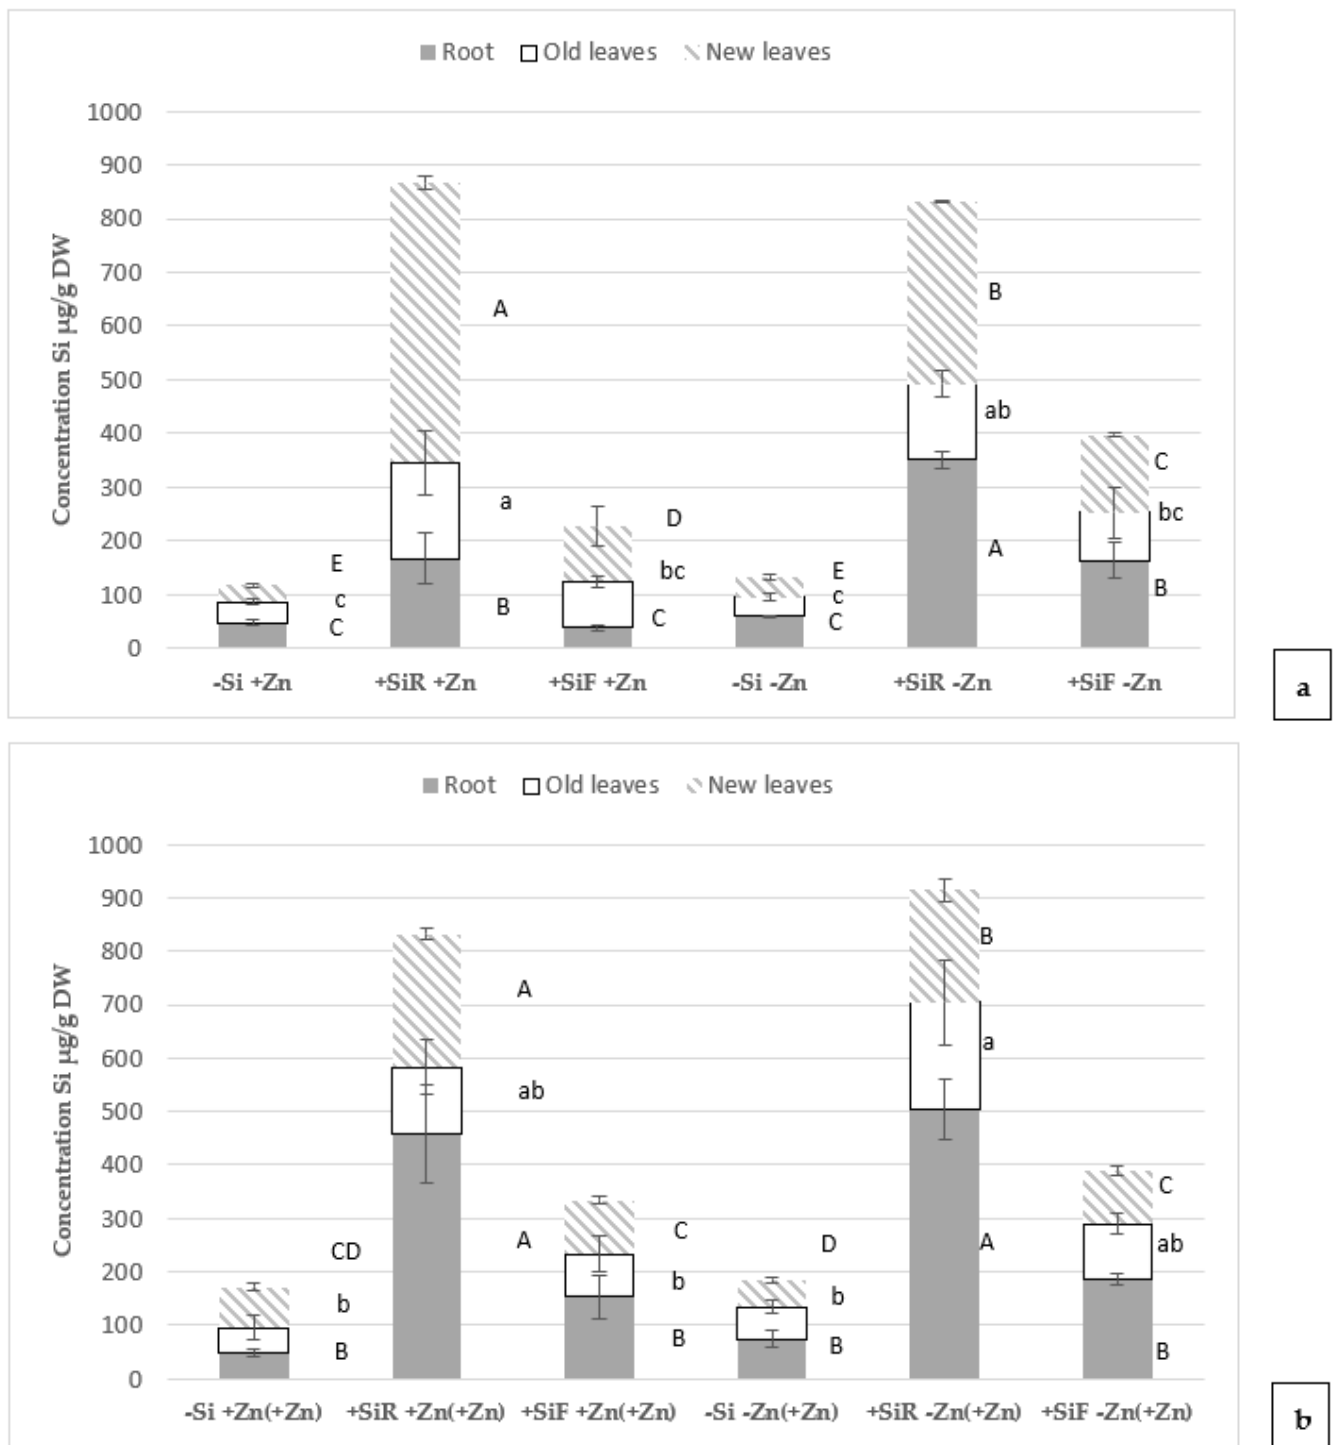 Root Old leaves New leaves
1000
900
800
700
600
500
400
300
200
100
0
Concentration Si µg/g DW
E
c
C
A
a
B
D
bc
C
E
c
C
B
ab
A
C
bc
B
-Si +Zn +SiR +Zn +SiF +Zn -Si -Zn +SiR -Zn +SiF -Zn
a
Root Old leaves New leaves
1000
900
800
700
600
500
400
300
200
100
0
Concentration Si µg/g DW
CD
b
B
A
ab
A
C
b
B
D
b
B
B
a
A
C
ab
B
-Si +Zn(+Zn) +SiR +Zn(+Zn) +SiF +Zn(+Zn) -Si -Zn(+Zn) +SiR -Zn(+Zn) +SiF -Zn(+Zn)
b